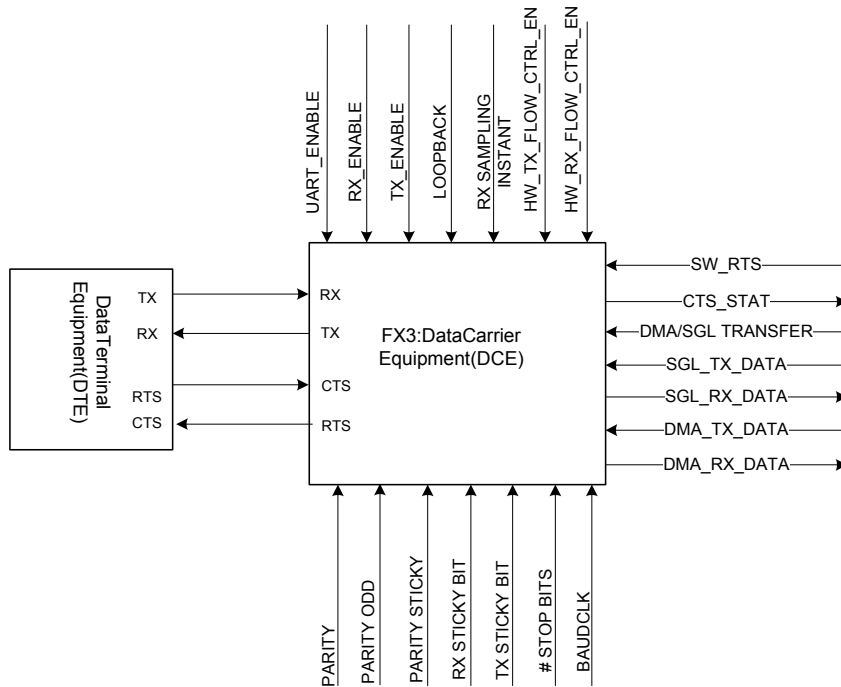 UART_ENABLE
RX_ENABLE
TX_ENABLE
LOOPBACK
RX SAMPLING
INSTANT
HW_TX_FLOW_CTRL_EN
HW_RX_FLOW_CTRL_EN
DataTerminal
Equipment(DTE)
TX
RX
RTS
CTS
RX
TX
CTS
RTS
FX3:DataCarrier
Equipment(DCE)
SW_RTS
CTS_STAT
DMA/SGL TRANSFER
SGL_TX_DATA
SGL_RX_DATA
DMA_TX_DATA
DMA_RX_DATA
PARITY
PARITY ODD
PARITY STICKY
RX STICKY BIT
TX STICKY BIT
# STOP BITS
BAUDCLK